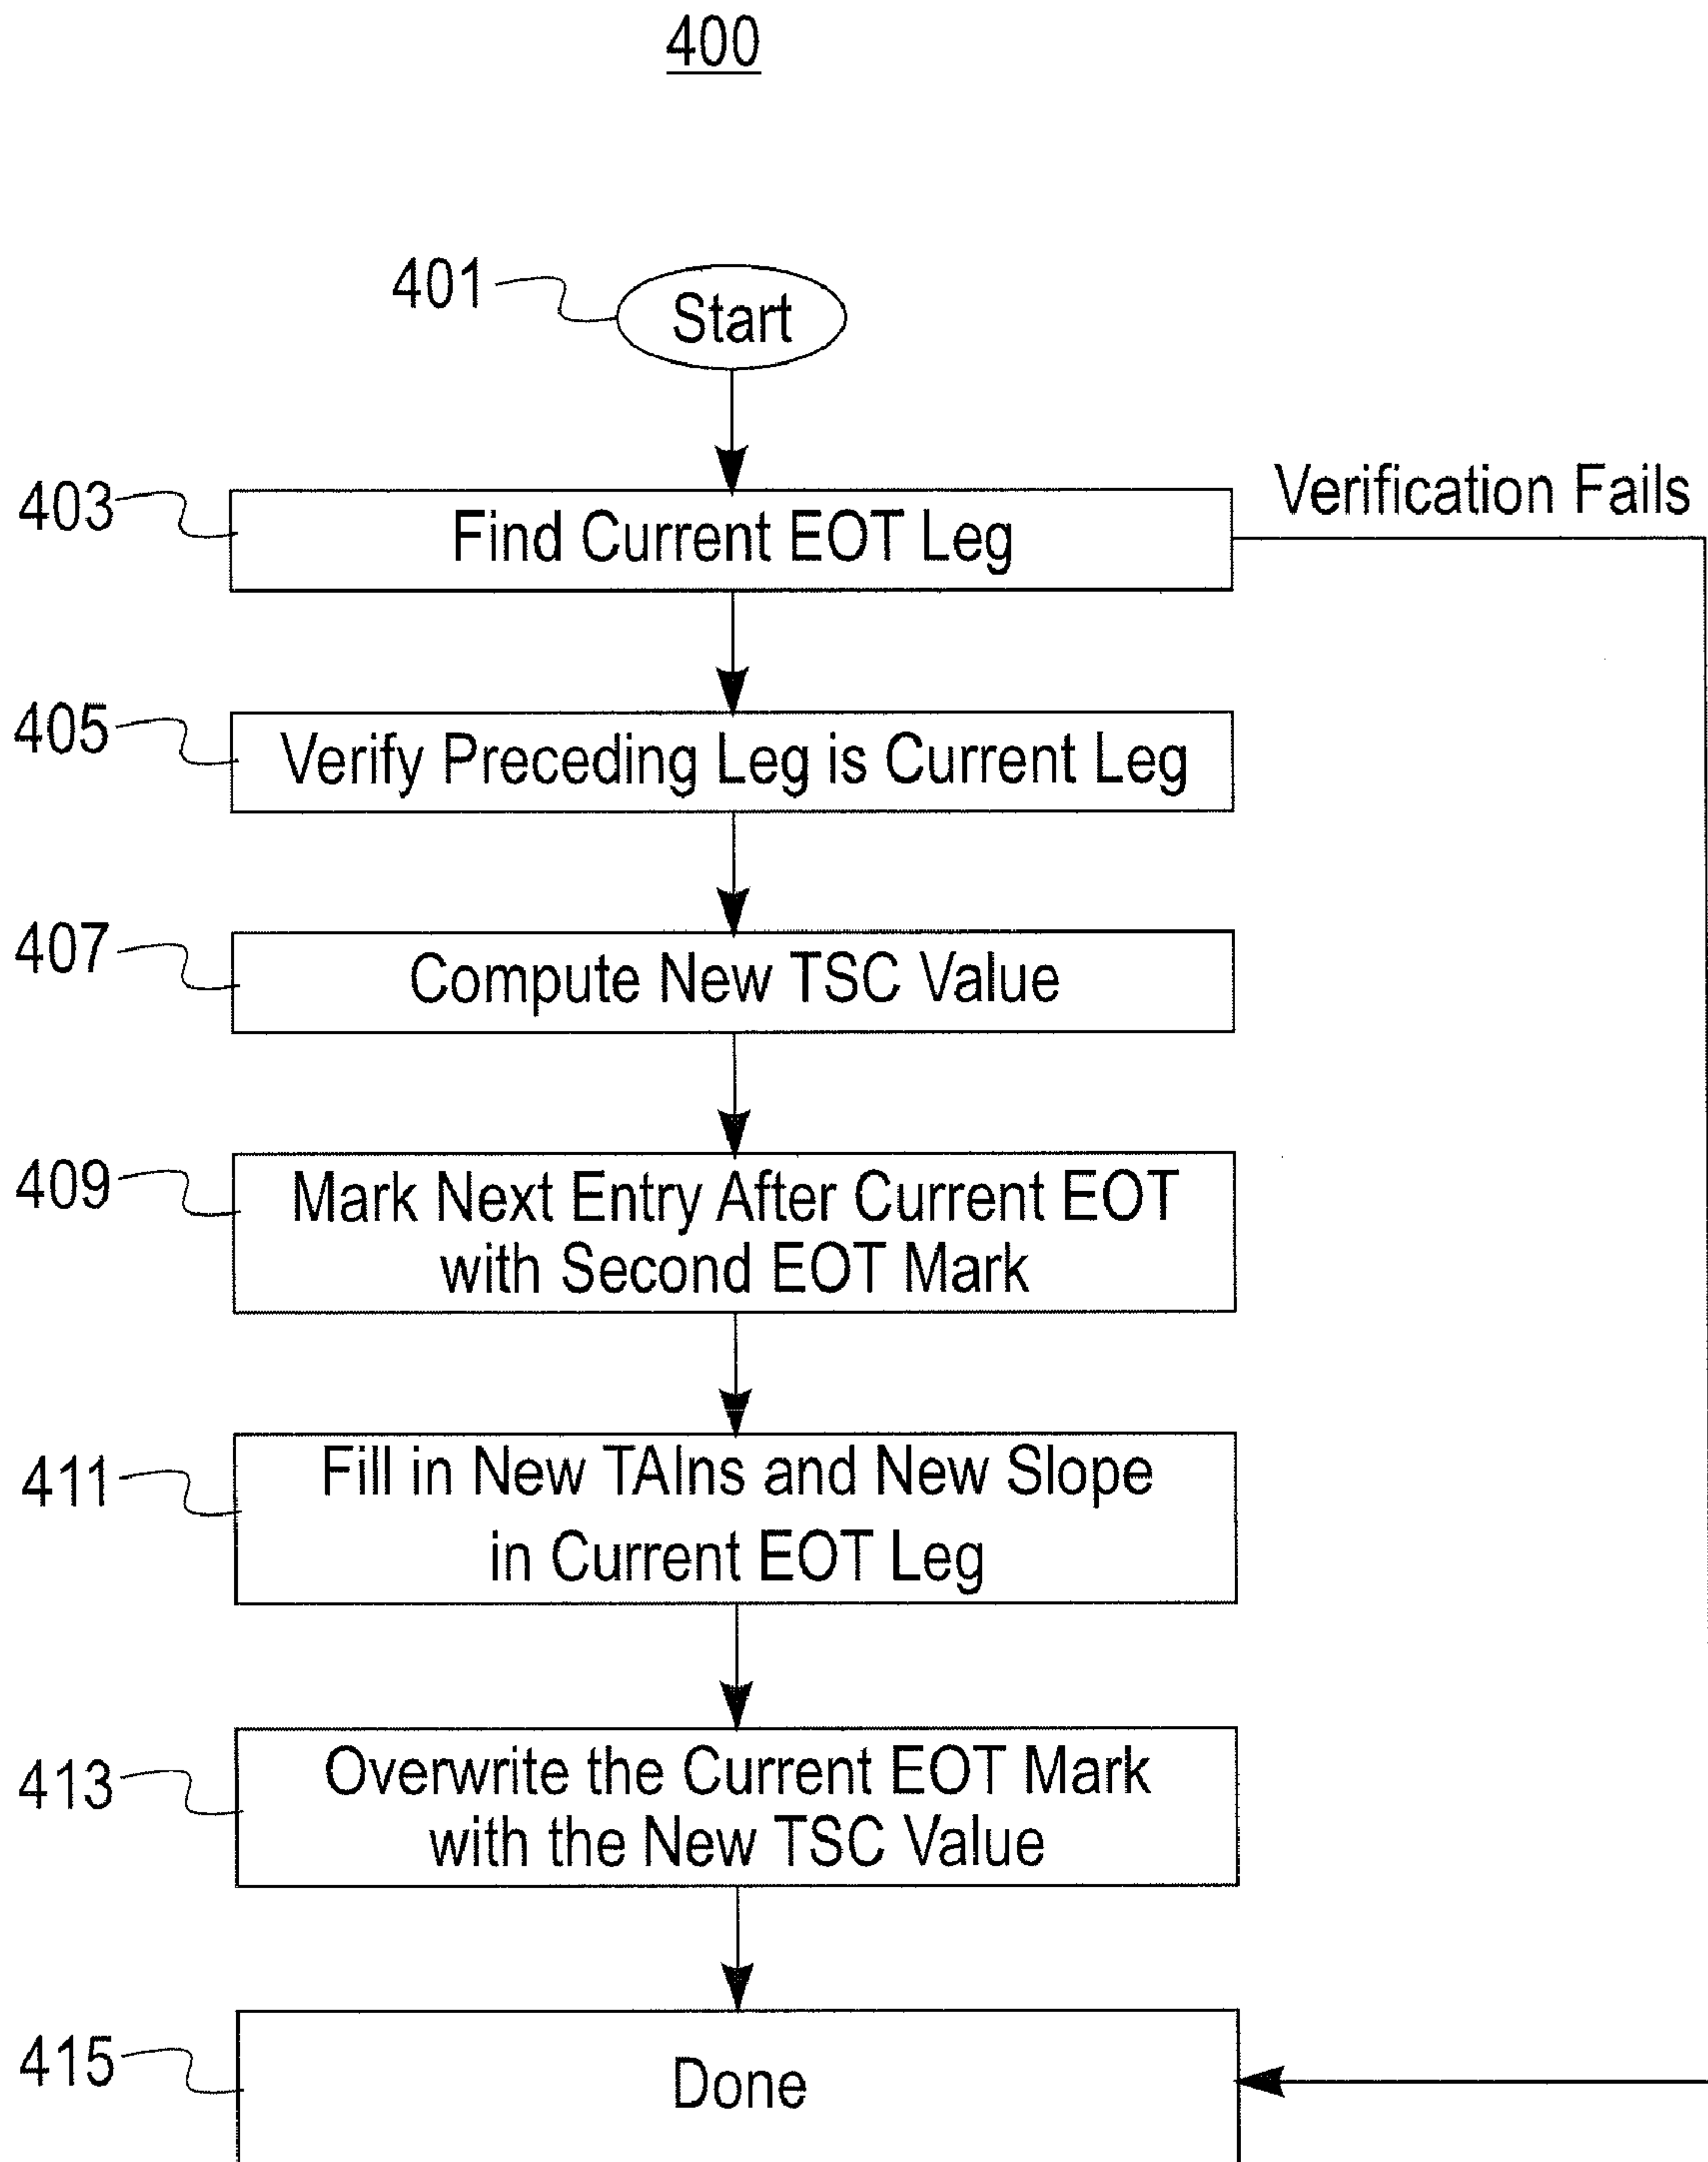 400
401
Start
403
Find Current EOT Leg
Verification Fails
405
Verify Preceding Leg is Current Leg
407
Compute New TSC Value
409
Mark Next Entry After Current EOT
with Second EOT Mark
411
Fill in New TAIns and New Slope
in Current EOT Leg
413
Overwrite the Current EOT Mark
with the New TSC Value
415
Done